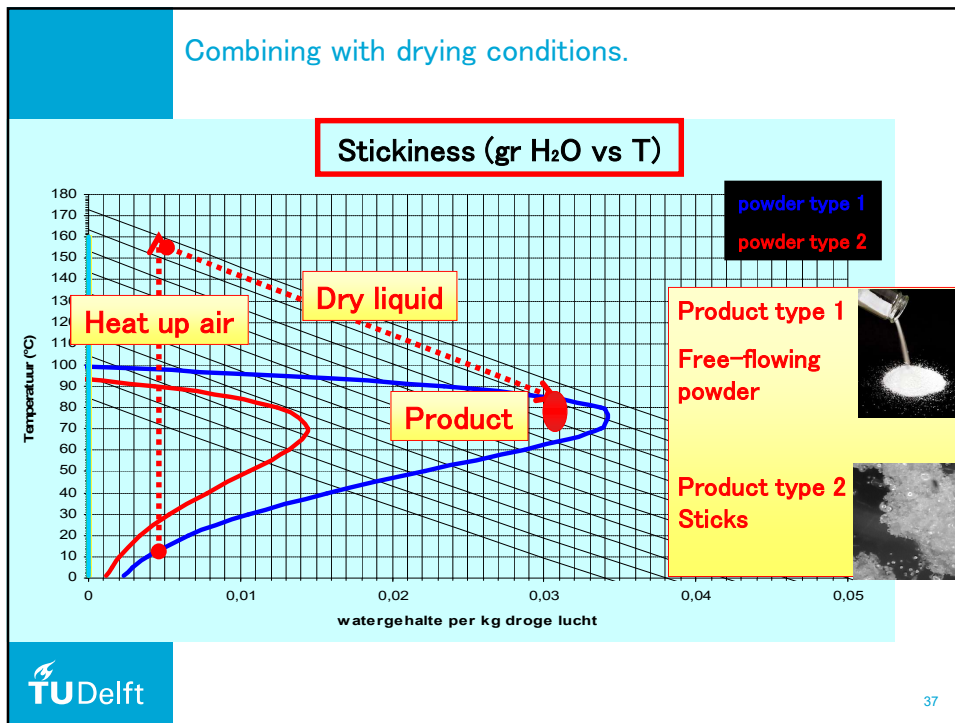 Combining with drying conditions.
Stickiness (gr H₂O vs T)
powder type 1
powder type 2
180
170
160
150
140
130
120
110
100
90
80
70
60
50
40
30
20
10
0
Temperatuur (°C)
Heat up air
Dry liquid
Product
Product type 1
Free-flowing
powder
Product type 2
Sticks
0
0,01
0,02
0,03
0,04
0,05
watergehalte per kg droge lucht
TU Delft
37